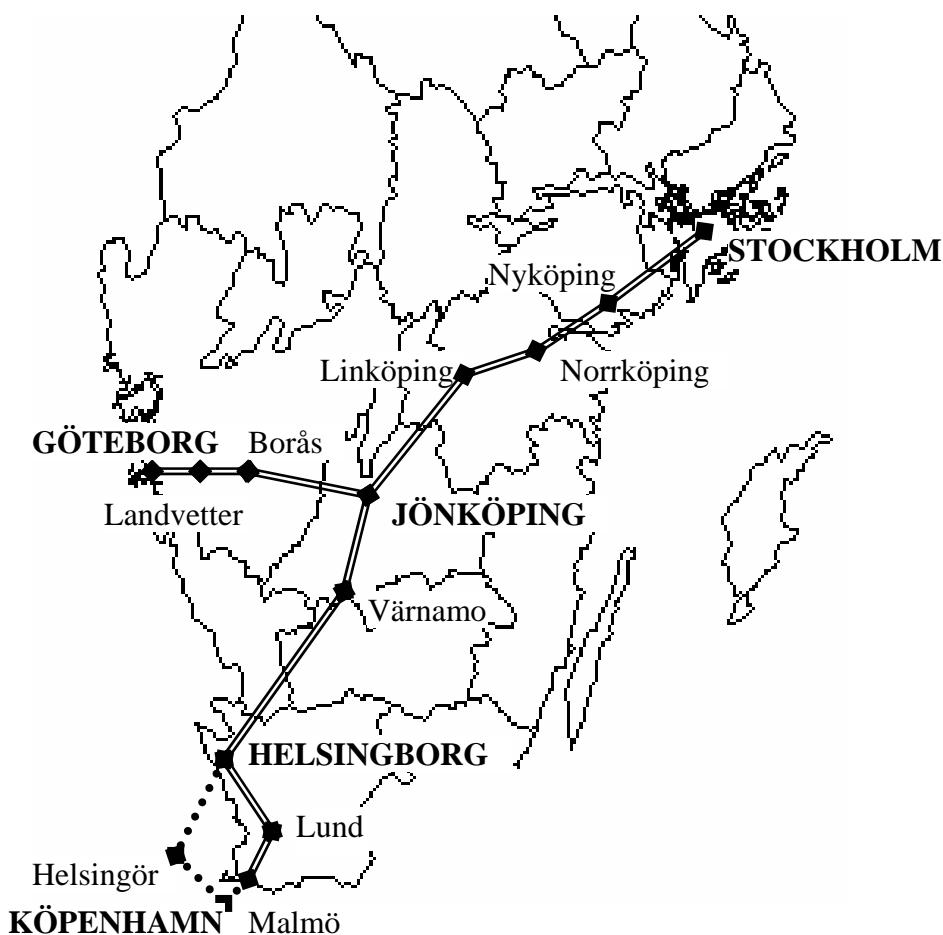 STOCKHOLM
Nyköping
Linköping
Norrköping
GÖTEBORG Borås
Landvetter
JÖNKÖPING
Värnamo
HELSINGBORG
Lund
Helsingör
KÖPENHAMN Malmö